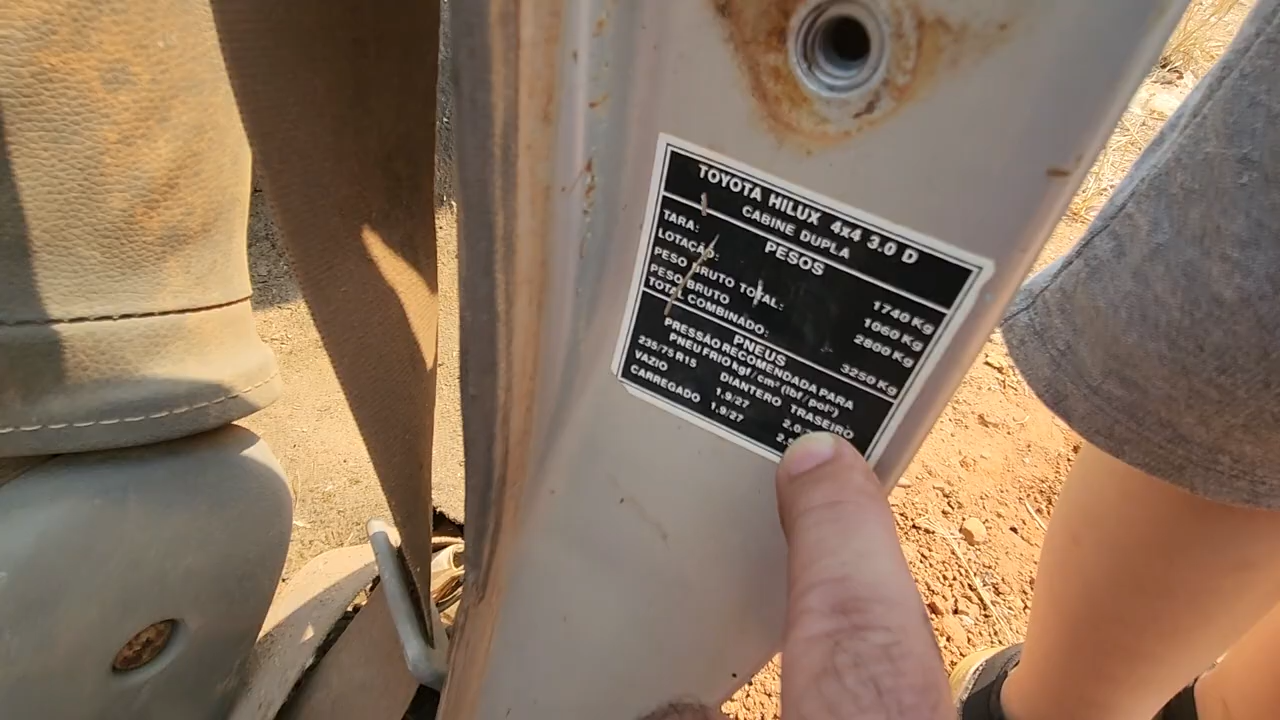 TOYOTA HILUX 4x4 3.0 D
CABINE DUPLA
PESOS
TARA: 1740 Kg
LOTAÇÃO: 1060 Kg
PESO BRUTO TOTAL: 2800 Kg
PESO BRUTO
TOTAL COMBINADO: 3250 Kg
PNEUS
PRESSÃO RECOMENDADA PARA
PNEU FRIO kgf/cm² (lbf/pol²)
235/75 R15 DIANTERO TRASEIRO
VAZIO 1,9/27
CARREGADO 1,9/27